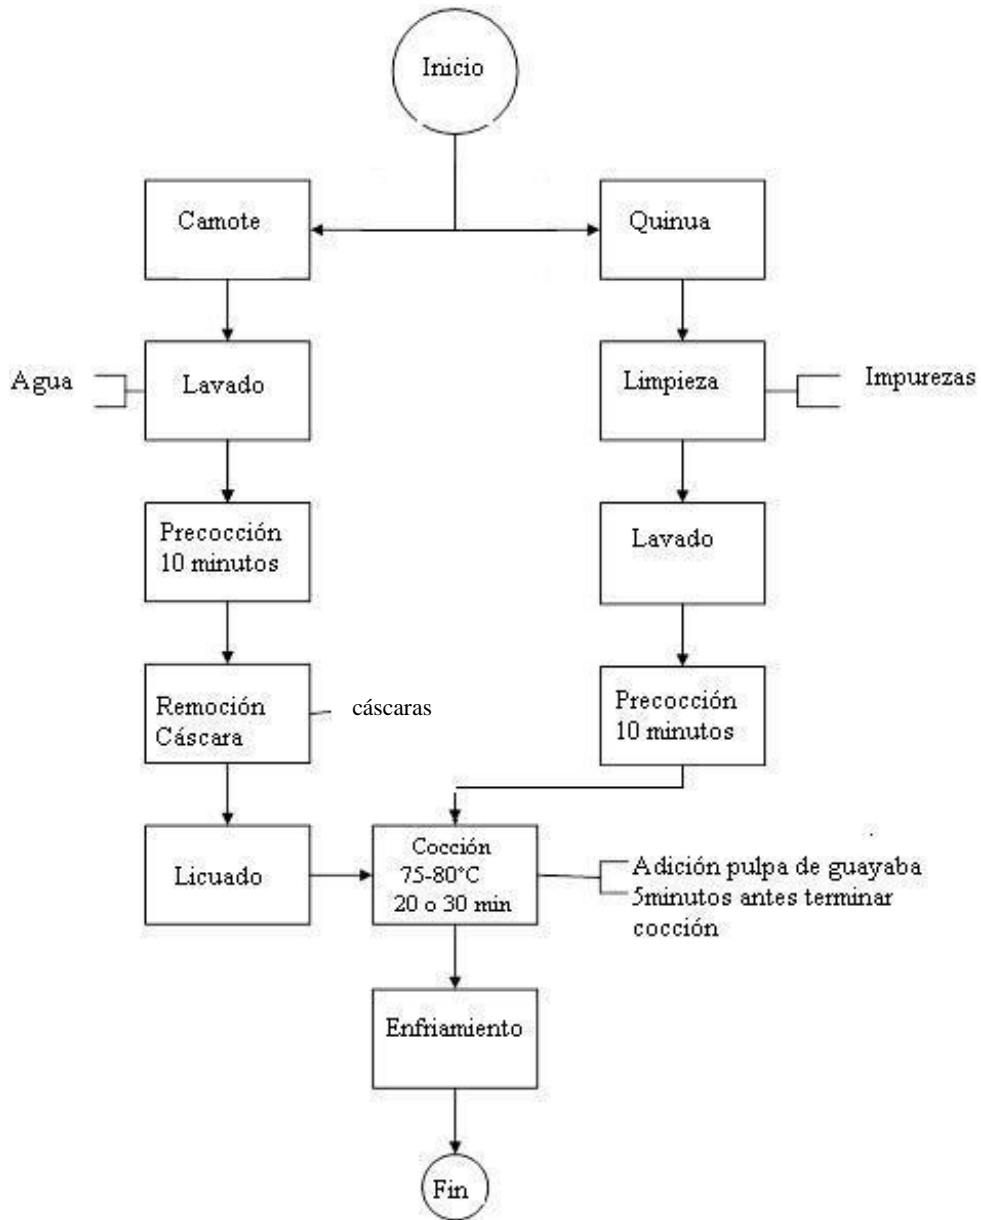 Inicio
Camote
Quinua
Agua
Lavado
Limpieza
Impurezas
Precocción
10 minutos
Lavado
Remoción
Cáscara
cáscaras
Precocción
10 minutos
Licuado
Cocción
75-80°C
20 o 30 min
Adición pulpa de guayaba
5minutos antes terminar
cocción
Enfriamiento
Fin